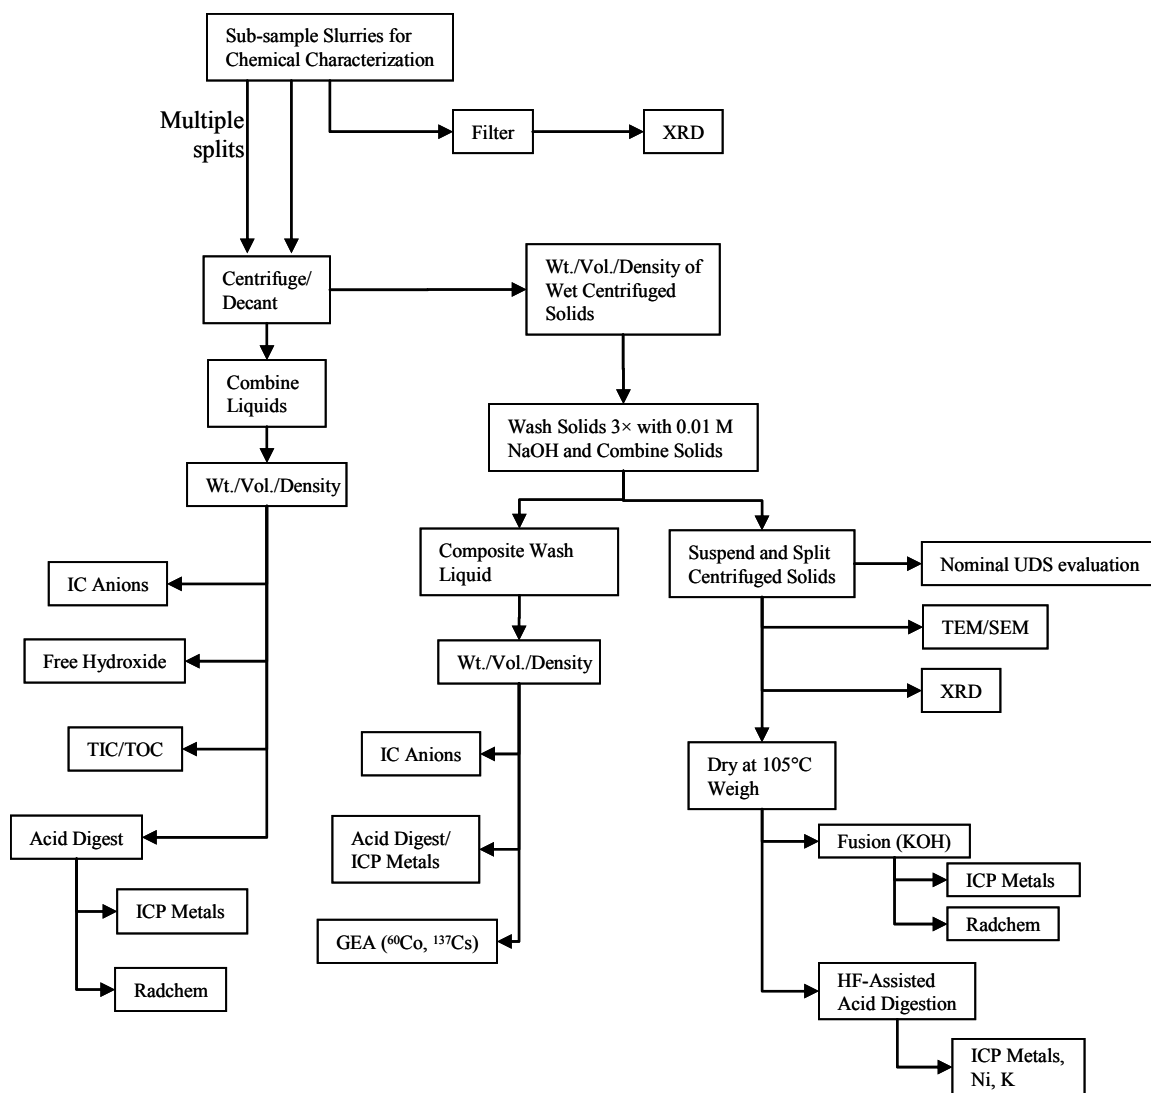 Sub-sample Slurries for
Chemical Characterization
Multiple
splits
Filter
XRD
Centrifuge/
Decant
Wt./Vol./Density of
Wet Centrifuged
Solids
Combine
Liquids
Wash Solids 3× with 0.01 M
NaOH and Combine Solids
Wt./Vol./Density
IC Anions
Free Hydroxide
TIC/TOC
Acid Digest
ICP Metals
Radchem
Composite Wash
Liquid
Wt./Vol./Density
IC Anions
Acid Digest/
ICP Metals
GEA (⁶⁰Co, ¹³⁷Cs)
Suspend and Split
Centrifuged Solids
Nominal UDS evaluation
TEM/SEM
XRD
Dry at 105°C
Weigh
Fusion (KOH)
ICP Metals
Radchem
HF-Assisted
Acid Digestion
ICP Metals,
Ni, K